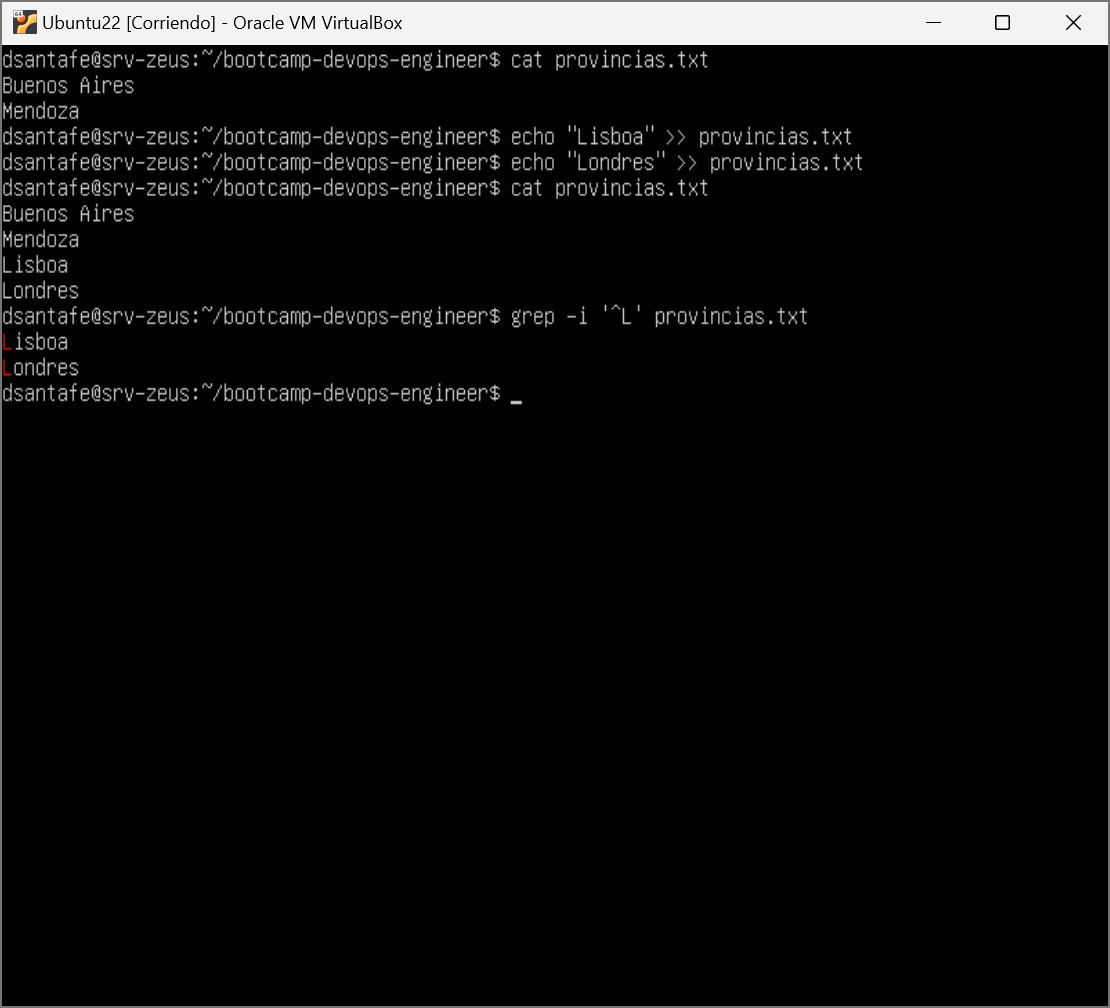 Ubuntu22 [Corriendo] - Oracle VM VirtualBox
dsantafe@srv-zeus:~/bootcamp-devops-engineer$ cat provincias.txt
Buenos Aires
Mendoza
dsantafe@srv-zeus:~/bootcamp-devops-engineer$ echo "Lisboa" >> provincias.txt
dsantafe@srv-zeus:~/bootcamp-devops-engineer$ echo "Londres" >> provincias.txt
dsantafe@srv-zeus:~/bootcamp-devops-engineer$ cat provincias.txt
Buenos Aires
Mendoza
Lisboa
Londres
dsantafe@srv-zeus:~/bootcamp-devops-engineer$ grep -i '^L' provincias.txt
Lisboa
Londres
dsantafe@srv-zeus:~/bootcamp-devops-engineer$ _